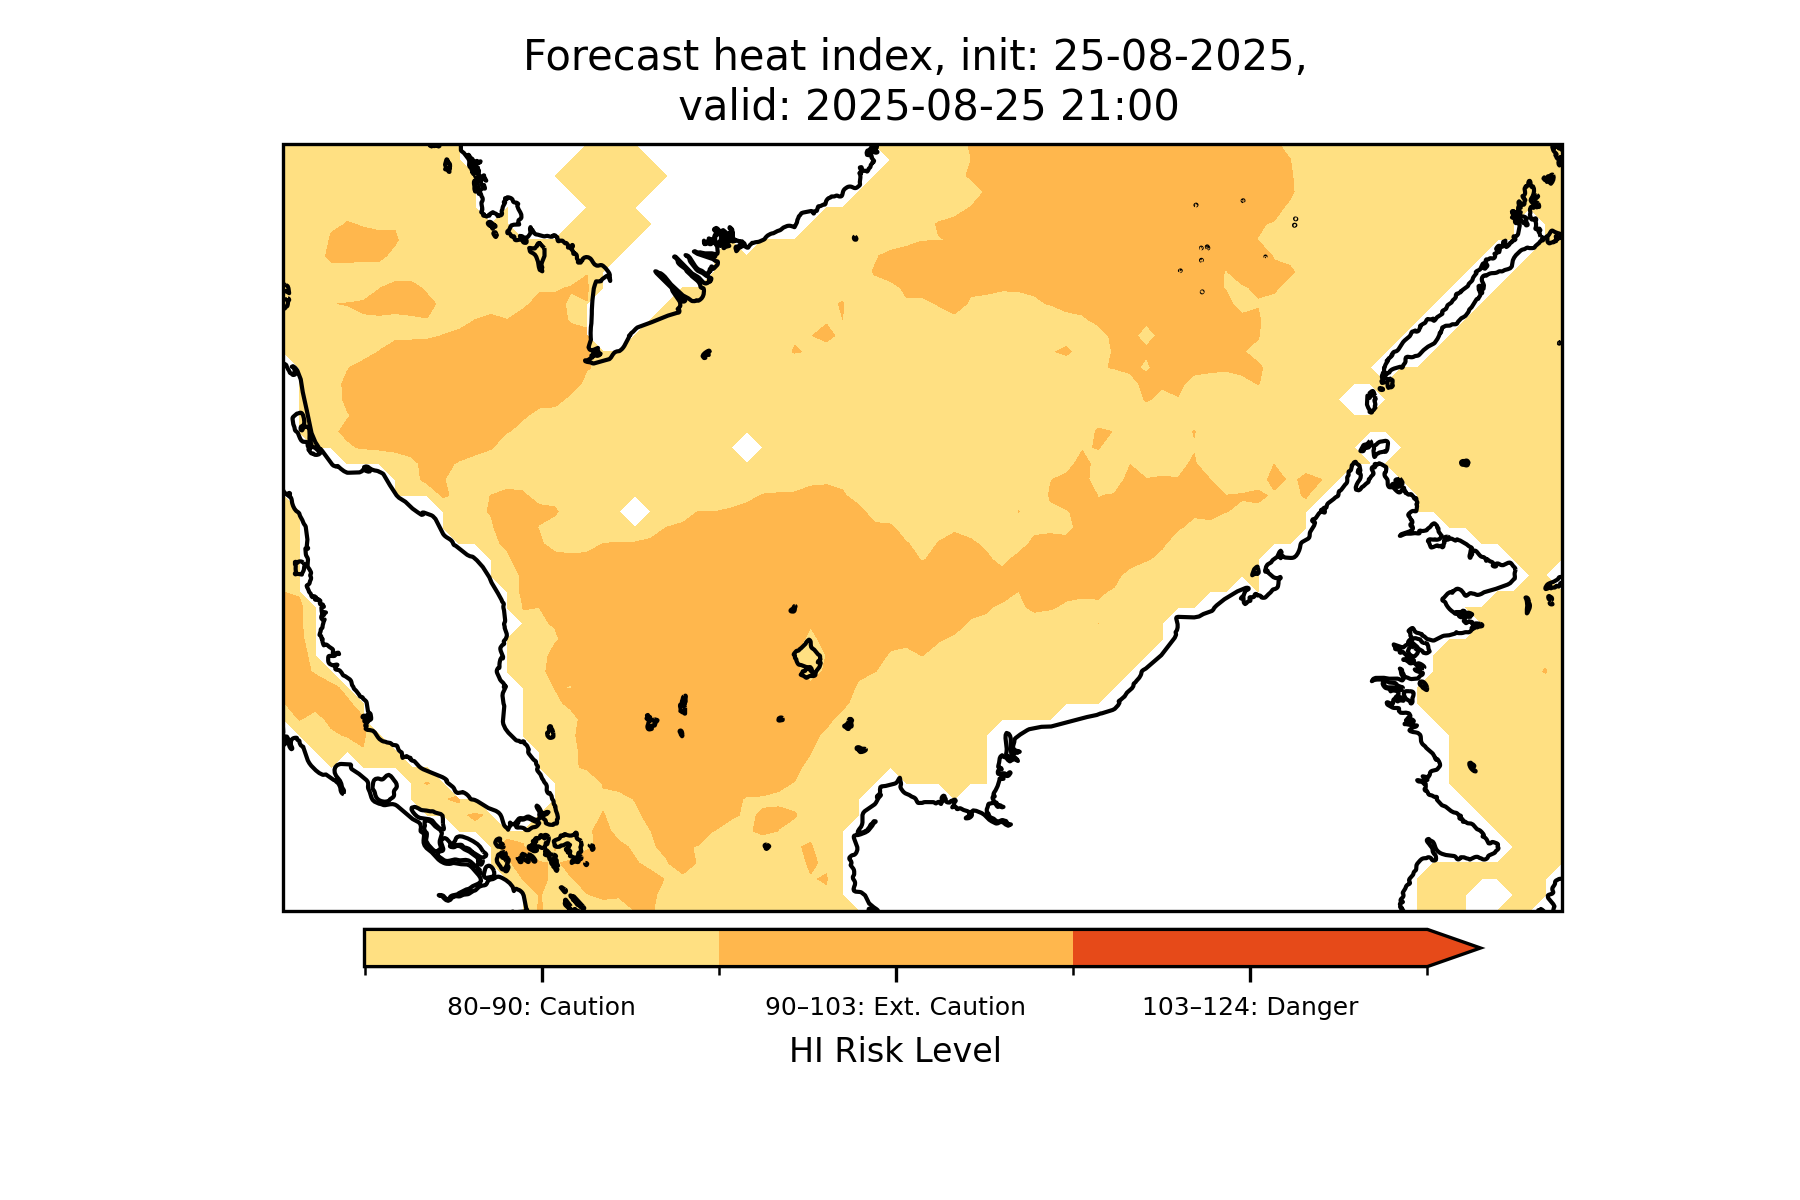 Forecast heat index, init: 25-08-2025,
valid: 2025-08-25 21:00
80–90: Caution
90–103: Ext. Caution
103–124: Danger
HI Risk Level